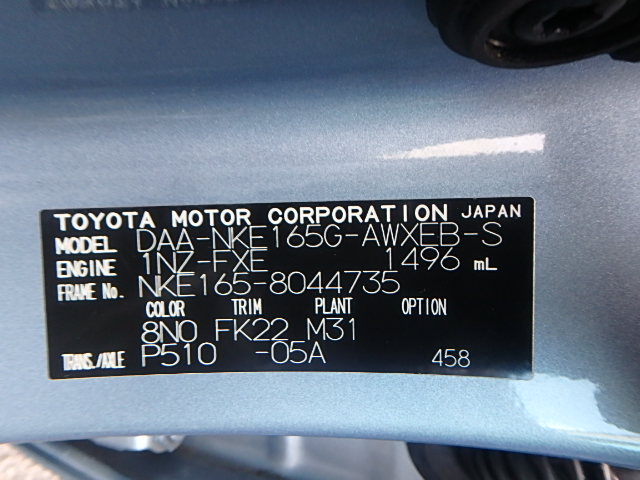 TOYOTA MOTOR CORPORATION JAPAN
MODEL DAA-NKE165G-AWXEB-S
ENGINE 1NZ-FXE 1496 mL
FRAME No. NKE165-8044735
COLOR TRIM PLANT OPTION
8N0 FK22 M31
TRANS./AXLE P510 -05A 458